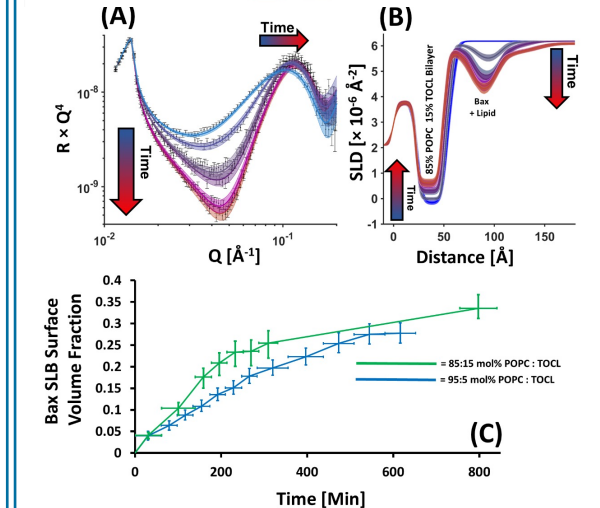 (A)
Time
R × Q⁴
10⁻⁸
10⁻⁹
Time
10⁻²
10⁻¹
Q [Å⁻¹]
(B)
SLD [× 10⁻⁶ Å⁻²]
6
5
4
3
2
1
0
-1
85% POPC 15% TOCL Bilayer
Bax
+ Lipid
Time
Time
0
50
100
150
Distance [Å]
Bax SLB Surface
Volume Fraction
0.4
0.35
0.3
0.25
0.2
0.15
0.1
0.05
0
= 85:15 mol% POPC : TOCL
= 95:5 mol% POPC : TOCL
(C)
0
200
400
600
800
Time [Min]